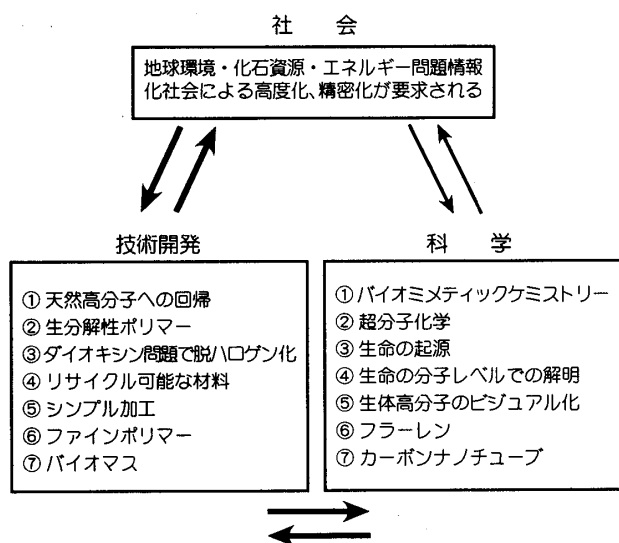 社　会
地球環境・化石資源・エネルギー問題情報
化社会による高度化、精密化が要求される
技術開発
① 天然高分子への回帰
② 生分解性ポリマー
③ ダイオキシン問題で脱ハロゲン化
④ リサイクル可能な材料
⑤ シンプル加工
⑥ ファインポリマー
⑦ バイオマス
科　学
① バイオミメティックケミストリー
② 超分子化学
③ 生命の起源
④ 生命の分子レベルでの解明
⑤ 生体高分子のビジュアル化
⑥ フラーレン
⑦ カーボンナノチューブ